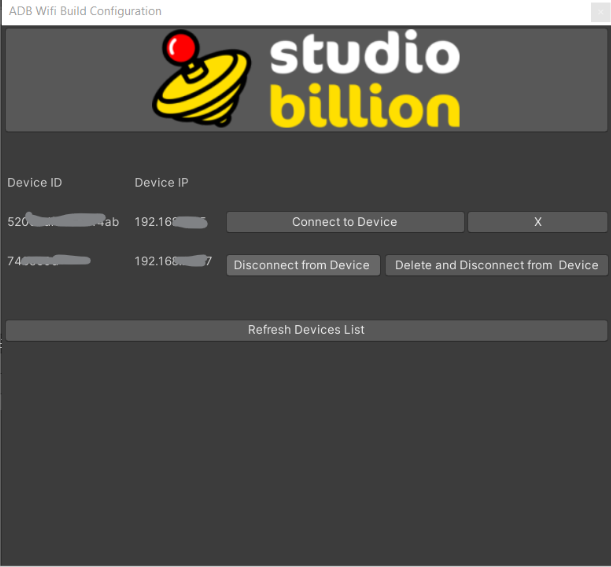 ADB Wifi Build Configuration
studio
billion
Device ID Device IP
Connect to Device X
Disconnect from Device Delete and Disconnect from Device
Refresh Devices List